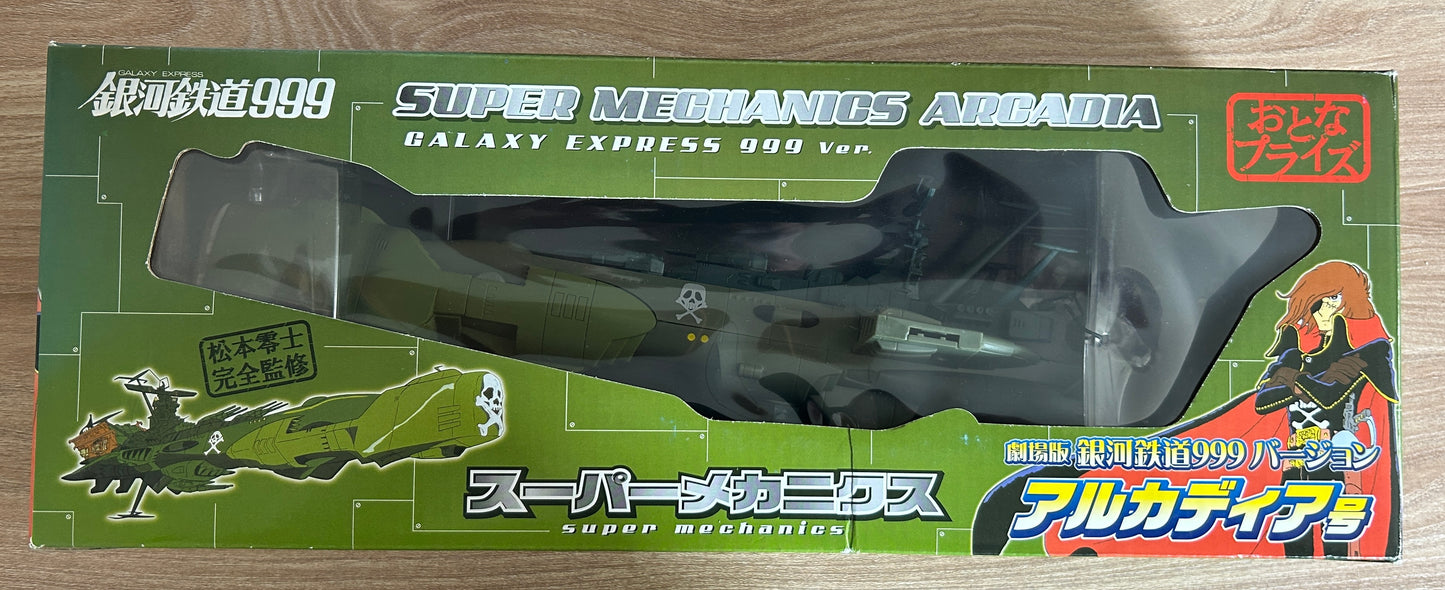 GALAXY EXPRESS
銀河鉄道999
SUPER MECHANICS ARCADIA
GALAXY EXPRESS 999 Ver.
おとな
プライズ
松本零士
完全監修
劇場版 銀河鉄道999 バージョン
アルカディア号
スーパーメカニクス
super mechanics